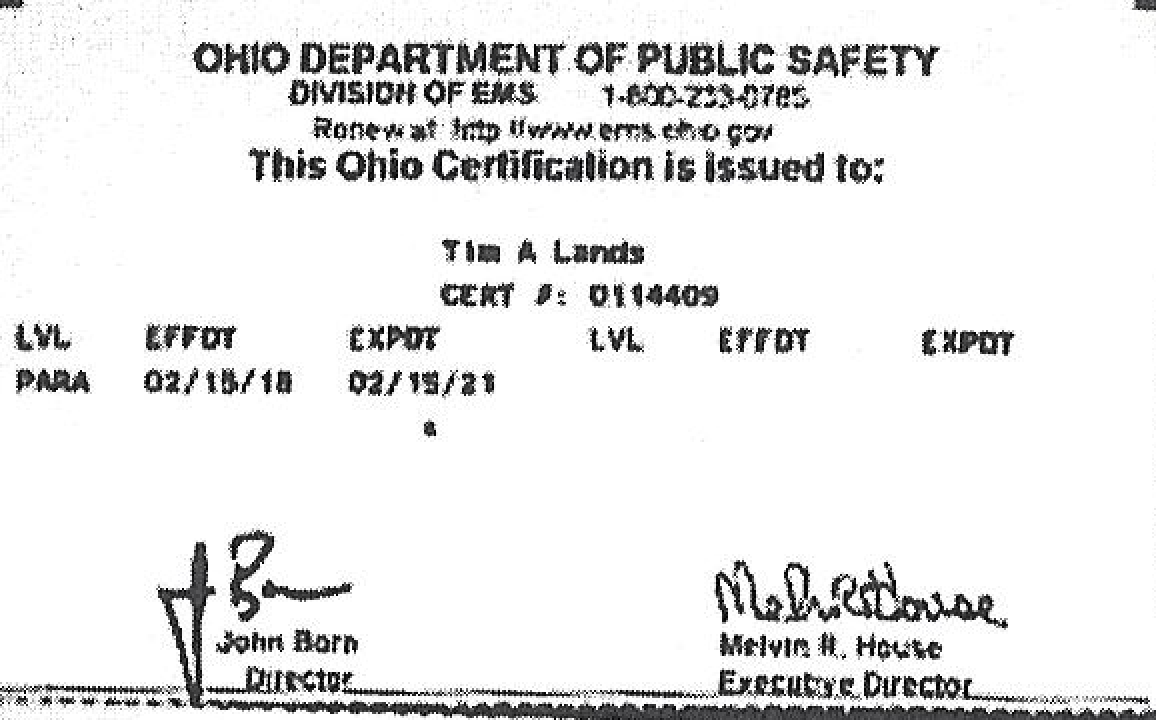 OHIO DEPARTMENT OF PUBLIC SAFETY
DIVISION OF EMS 1-800-233-0785
Renew at http://www.ems.ohio.gov
This Ohio Certification is issued to:
Tim A Lands
CERT #: 0114409
LVL EFFDT EXPDT LVL EFFDT EXPDT
PARA 02/15/18 02/15/21
John Born
Director
Melvin R. House
Executive Director